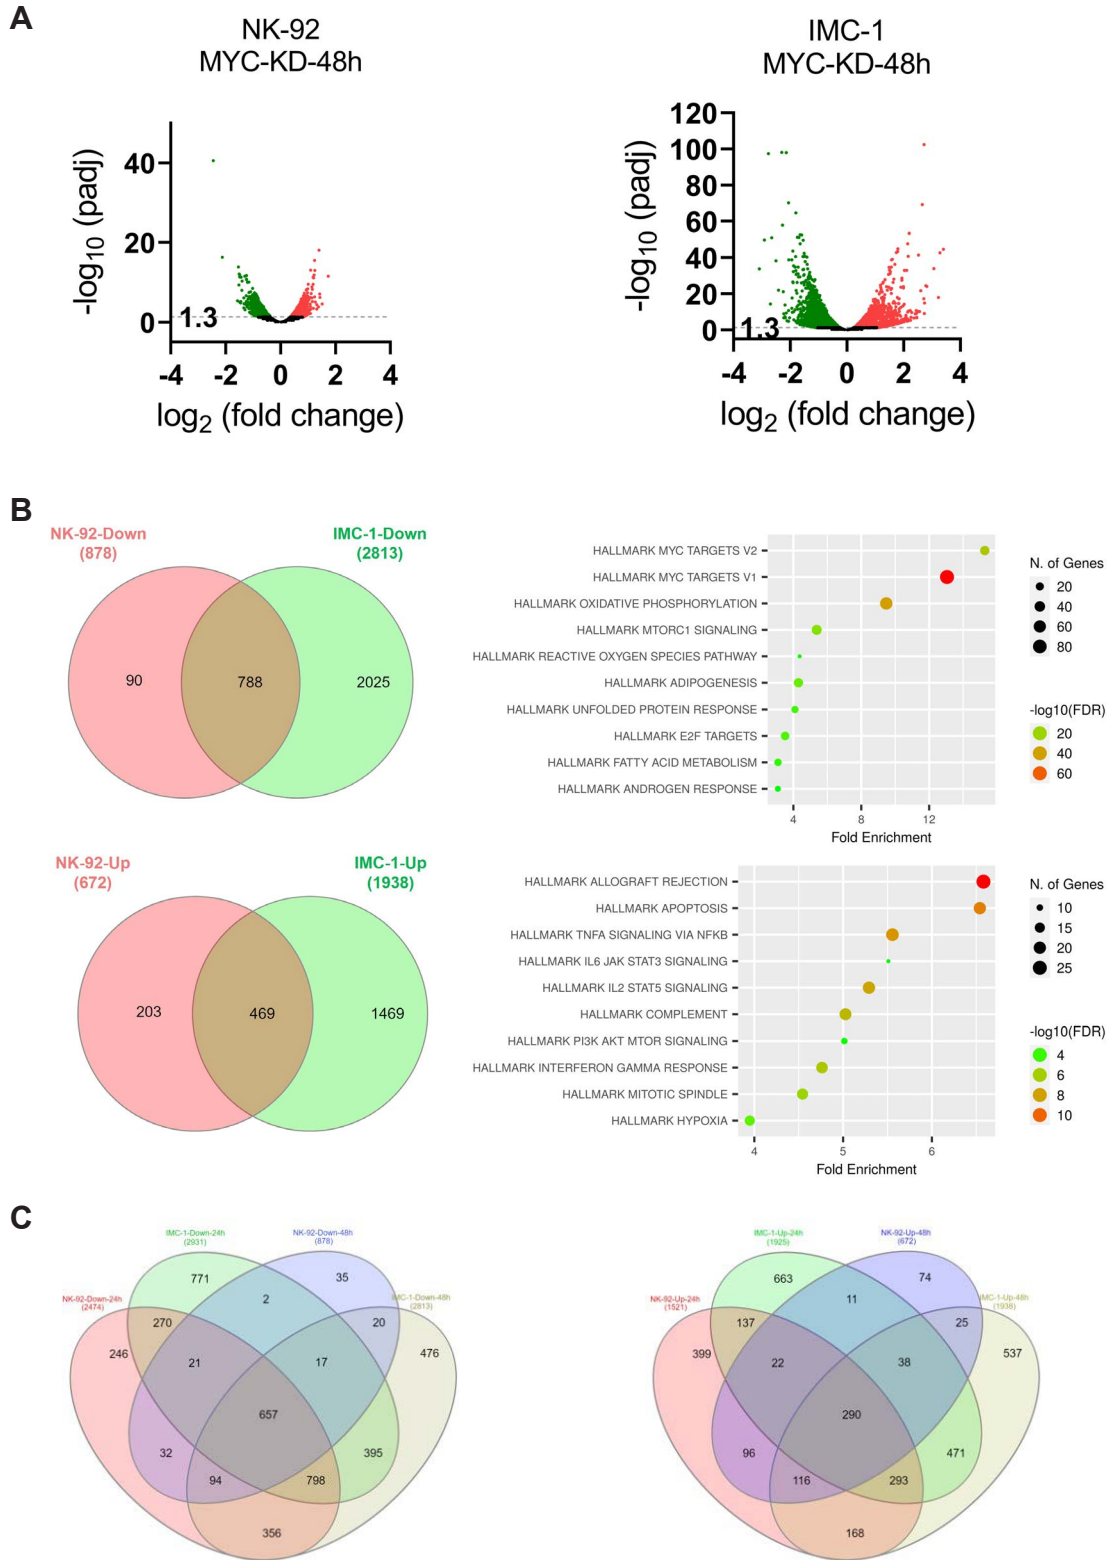 A
NK-92
MYC-KD-48h
-log10 (padj)
40
20
0
1.3
-4 -2 0 2 4
log2 (fold change)
IMC-1
MYC-KD-48h
-log10 (padj)
120
100
80
60
40
20
0
1.3
-4 -2 0 2 4
log2 (fold change)
B
NK-92-Down
(878)
IMC-1-Down
(2813)
90
788
2025
HALLMARK MYC TARGETS V2
HALLMARK MYC TARGETS V1
HALLMARK OXIDATIVE PHOSPHORYLATION
HALLMARK MTORC1 SIGNALING
HALLMARK REACTIVE OXYGEN SPECIES PATHWAY
HALLMARK ADIPOGENESIS
HALLMARK UNFOLDED PROTEIN RESPONSE
HALLMARK E2F TARGETS
HALLMARK FATTY ACID METABOLISM
HALLMARK ANDROGEN RESPONSE
4 8 12
Fold Enrichment
N. of Genes
20
40
60
80
-log10(FDR)
20
40
60
NK-92-Up
(672)
IMC-1-Up
(1938)
203
469
1469
HALLMARK ALLOGRAFT REJECTION
HALLMARK APOPTOSIS
HALLMARK TNFA SIGNALING VIA NFKB
HALLMARK IL6 JAK STAT3 SIGNALING
HALLMARK IL2 STAT5 SIGNALING
HALLMARK COMPLEMENT
HALLMARK PI3K AKT MTOR SIGNALING
HALLMARK INTERFERON GAMMA RESPONSE
HALLMARK MITOTIC SPINDLE
HALLMARK HYPOXIA
4 5 6
Fold Enrichment
N. of Genes
10
15
20
25
-log10(FDR)
4
6
8
10
C
IMC-1-Down-24h
(2931)
NK-92-Down-48h
(878)
NK-92-Down-24h
(2474)
IMC-1-Down-48h
(2813)
771
35
2
270
20
246
21
17
476
657
32
395
94
798
356
IMC-1-Up-24h
(1925)
NK-92-Up-48h
(672)
NK-92-Up-24h
(1521)
IMC-1-Up-48h
(1938)
663
74
11
137
25
399
22
38
537
290
96
471
116
293
168